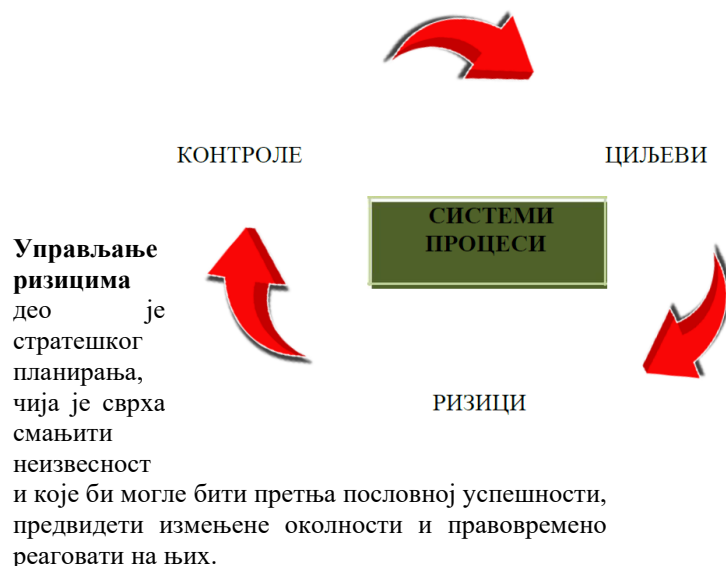 КОНТРОЛЕ
ЦИЉЕВИ
СИСТЕМИ
ПРОЦЕСИ
РИЗИЦИ
Управљање
ризицима
део је
стратешког
планирања,
чија је сврха
смањити
неизвесност
и које би могле бити претња пословној успешности,
предвидети измењене околности и правовремено
реаговати на њих.